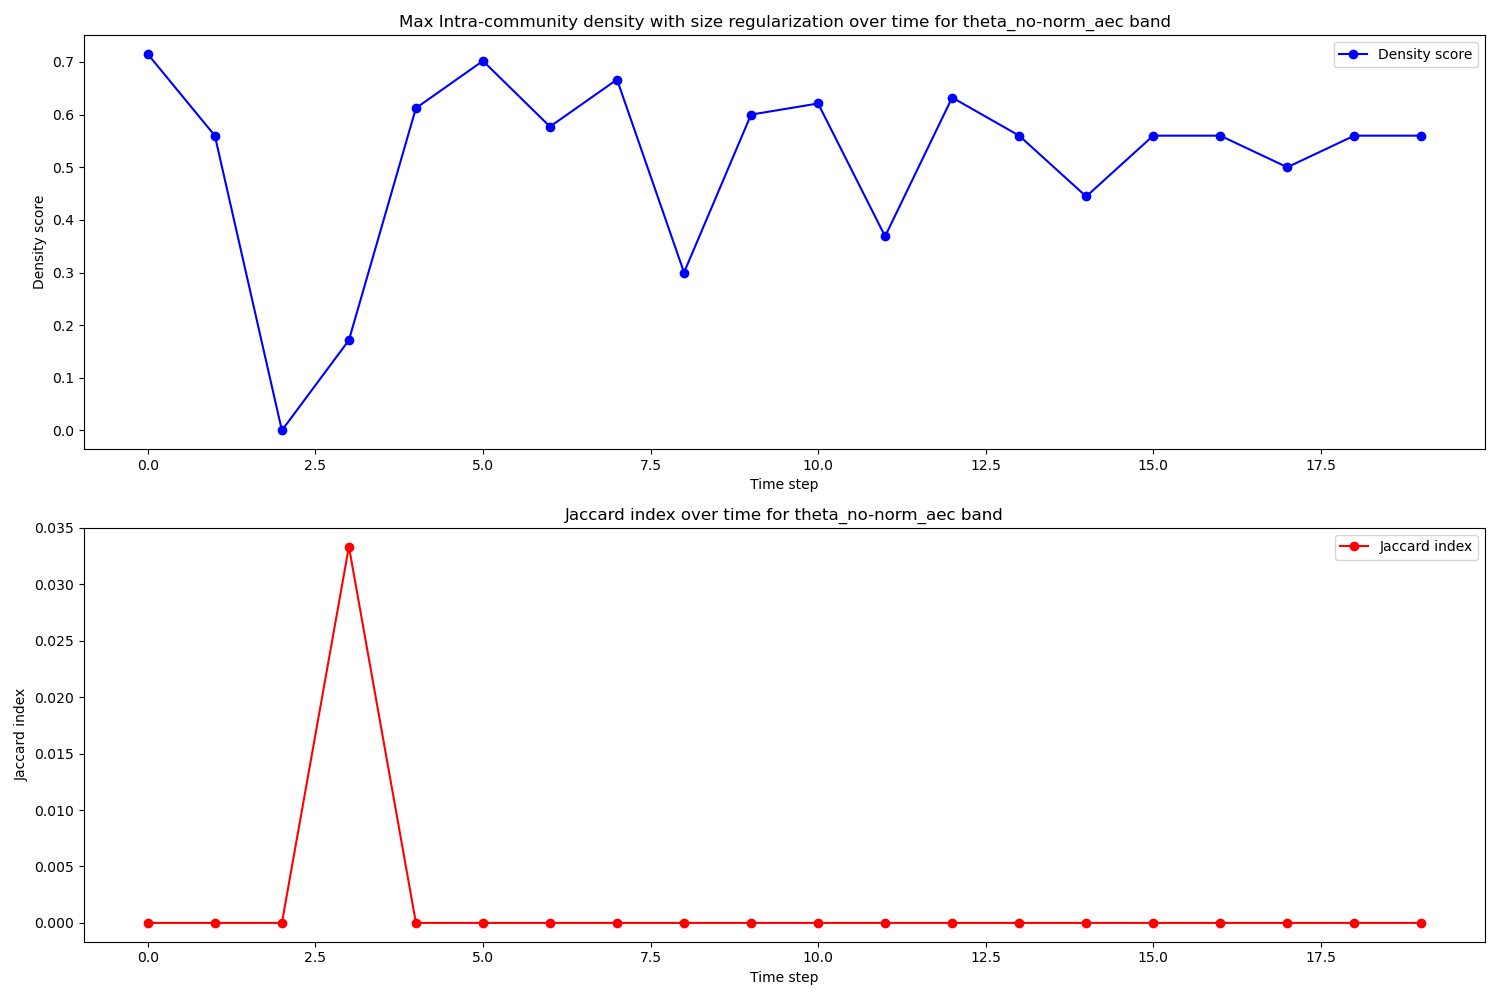 Max Intra-community density with size regularization over time for theta_no-norm_aec band
Density score
0.7
0.6
0.5
0.4
0.3
0.2
0.1
0.0
Density score
0.0 2.5 5.0 7.5 10.0 12.5 15.0 17.5
Time step
Jaccard index over time for theta_no-norm_aec band
Jaccard index
0.035
0.030
0.025
0.020
0.015
0.010
0.005
0.000
Jaccard index
0.0 2.5 5.0 7.5 10.0 12.5 15.0 17.5
Time step